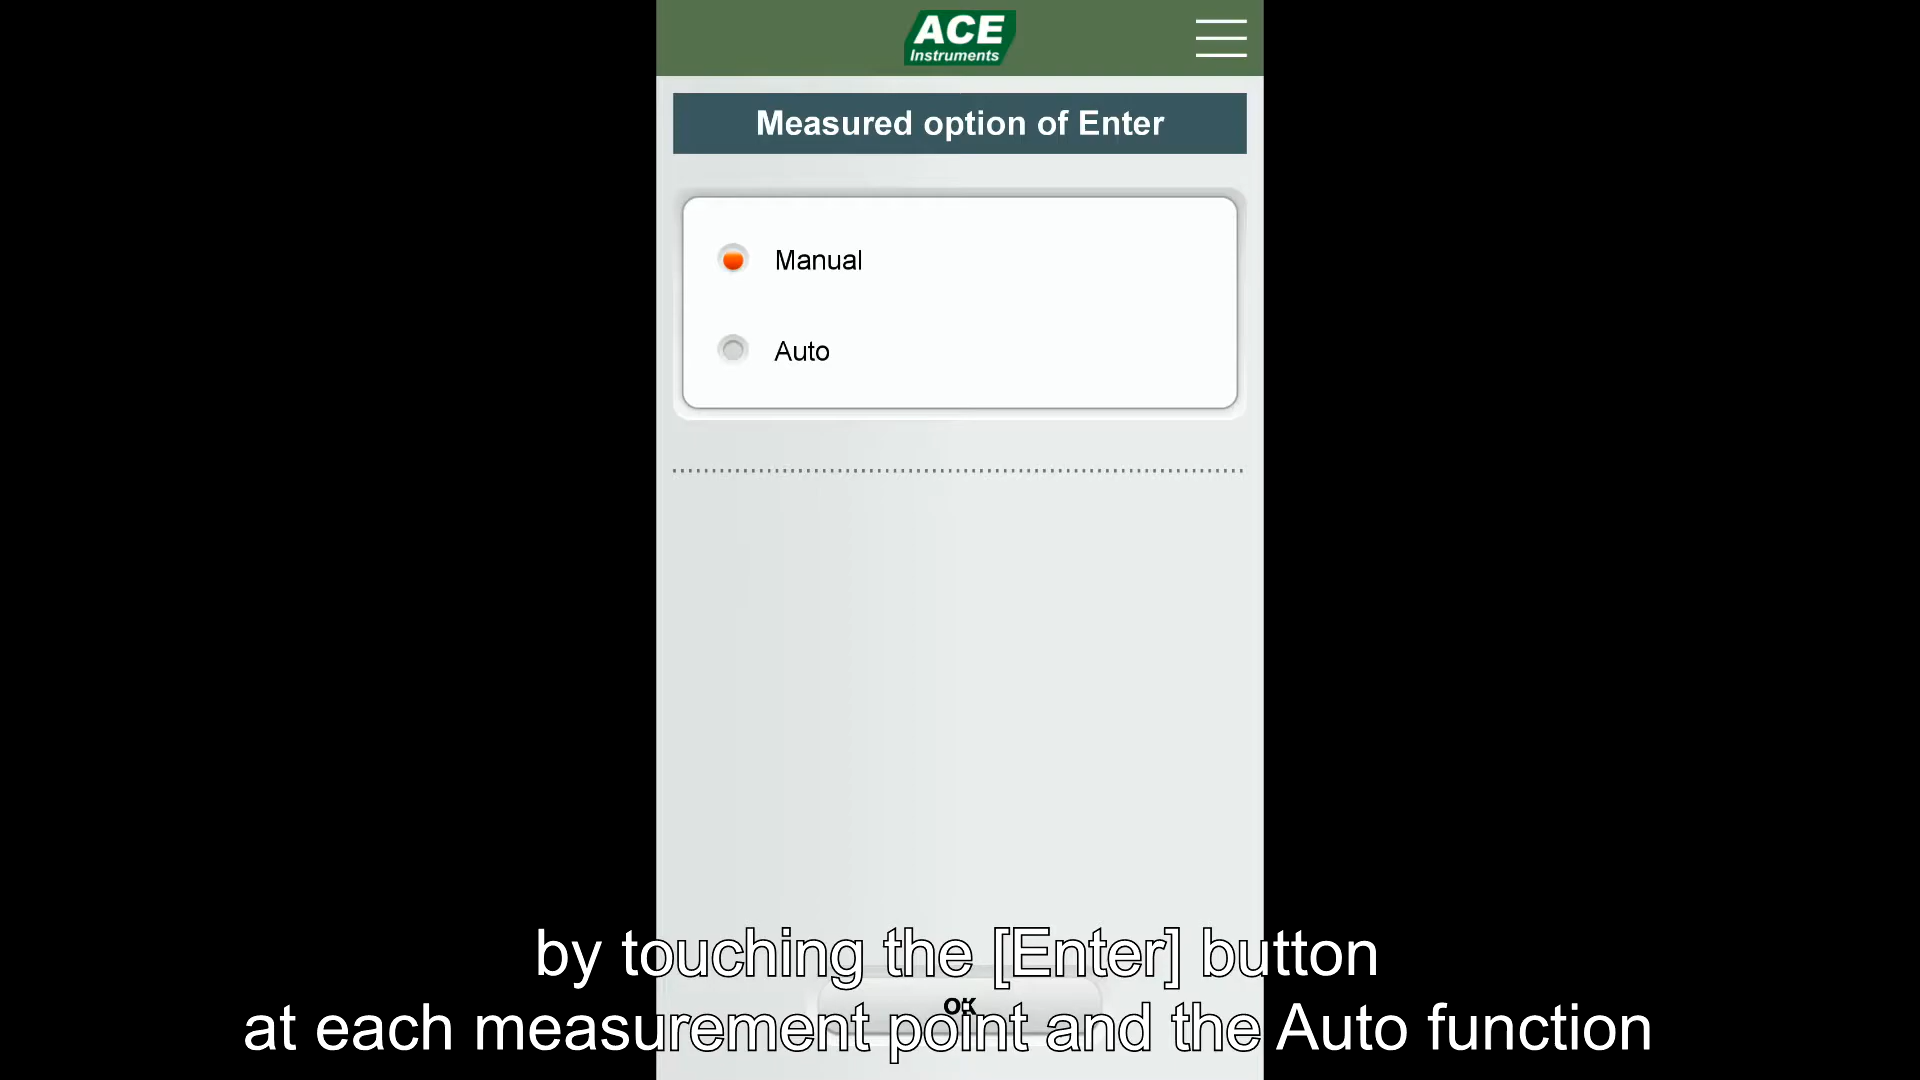 ACE
Instruments
Measured option of Enter
Manual
Auto
OK
by touching the [Enter] button
at each measurement point and the Auto function